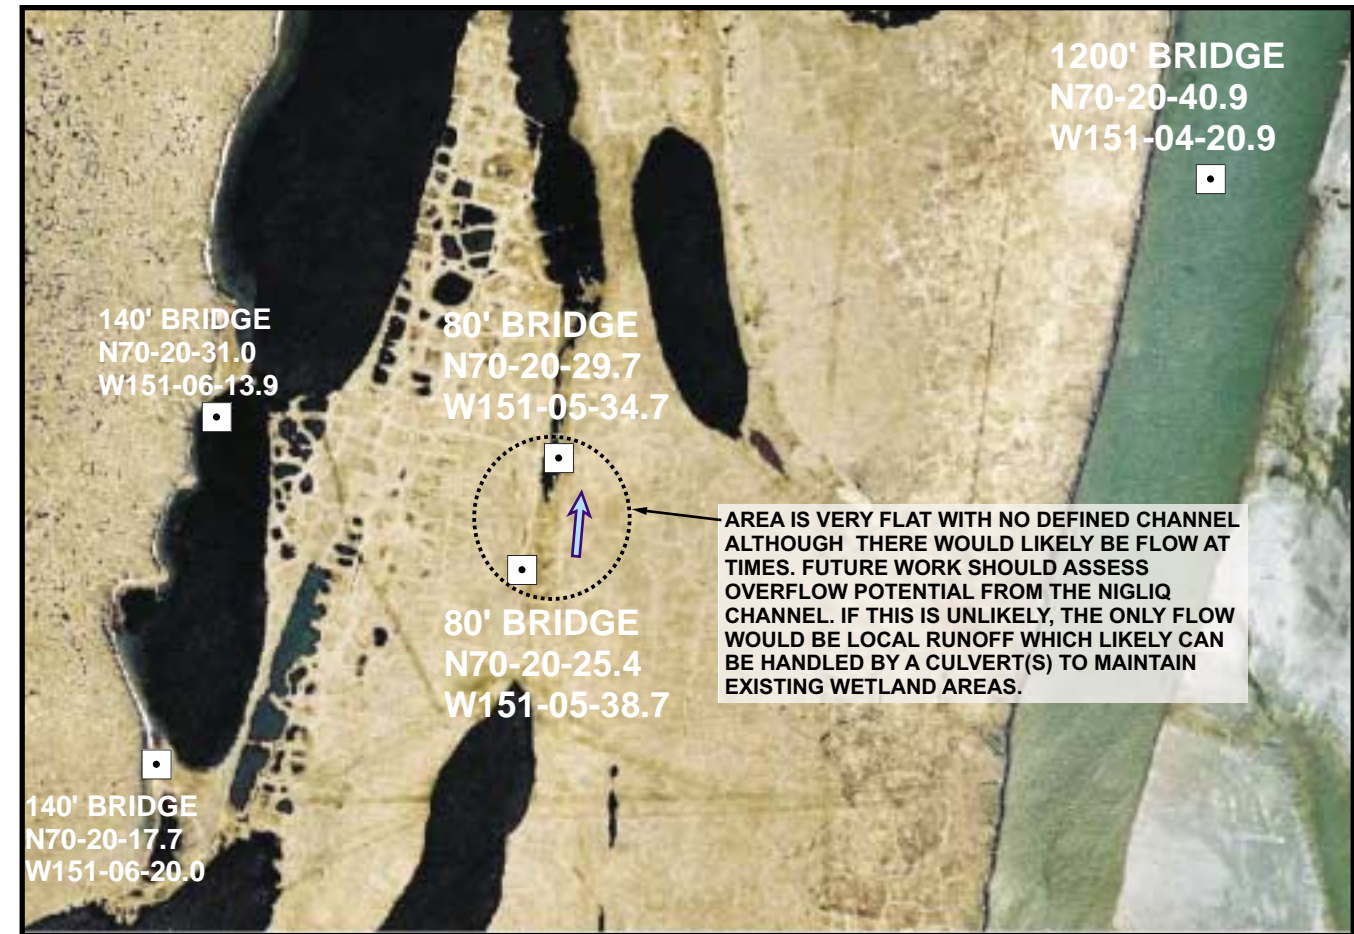 1200' BRIDGE
N70-20-40.9
W151-04-20.9
140' BRIDGE
N70-20-31.0
W151-06-13.9
80' BRIDGE
N70-20-29.7
W151-05-34.7
AREA IS VERY FLAT WITH NO DEFINED CHANNEL
ALTHOUGH THERE WOULD LIKELY BE FLOW AT
TIMES. FUTURE WORK SHOULD ASSESS
OVERFLOW POTENTIAL FROM THE NIGLIQ
CHANNEL. IF THIS IS UNLIKELY, THE ONLY FLOW
WOULD BE LOCAL RUNOFF WHICH LIKELY CAN
BE HANDLED BY A CULVERT(S) TO MAINTAIN
EXISTING WETLAND AREAS.
80' BRIDGE
N70-20-25.4
W151-05-38.7
140' BRIDGE
N70-20-17.7
W151-06-20.0